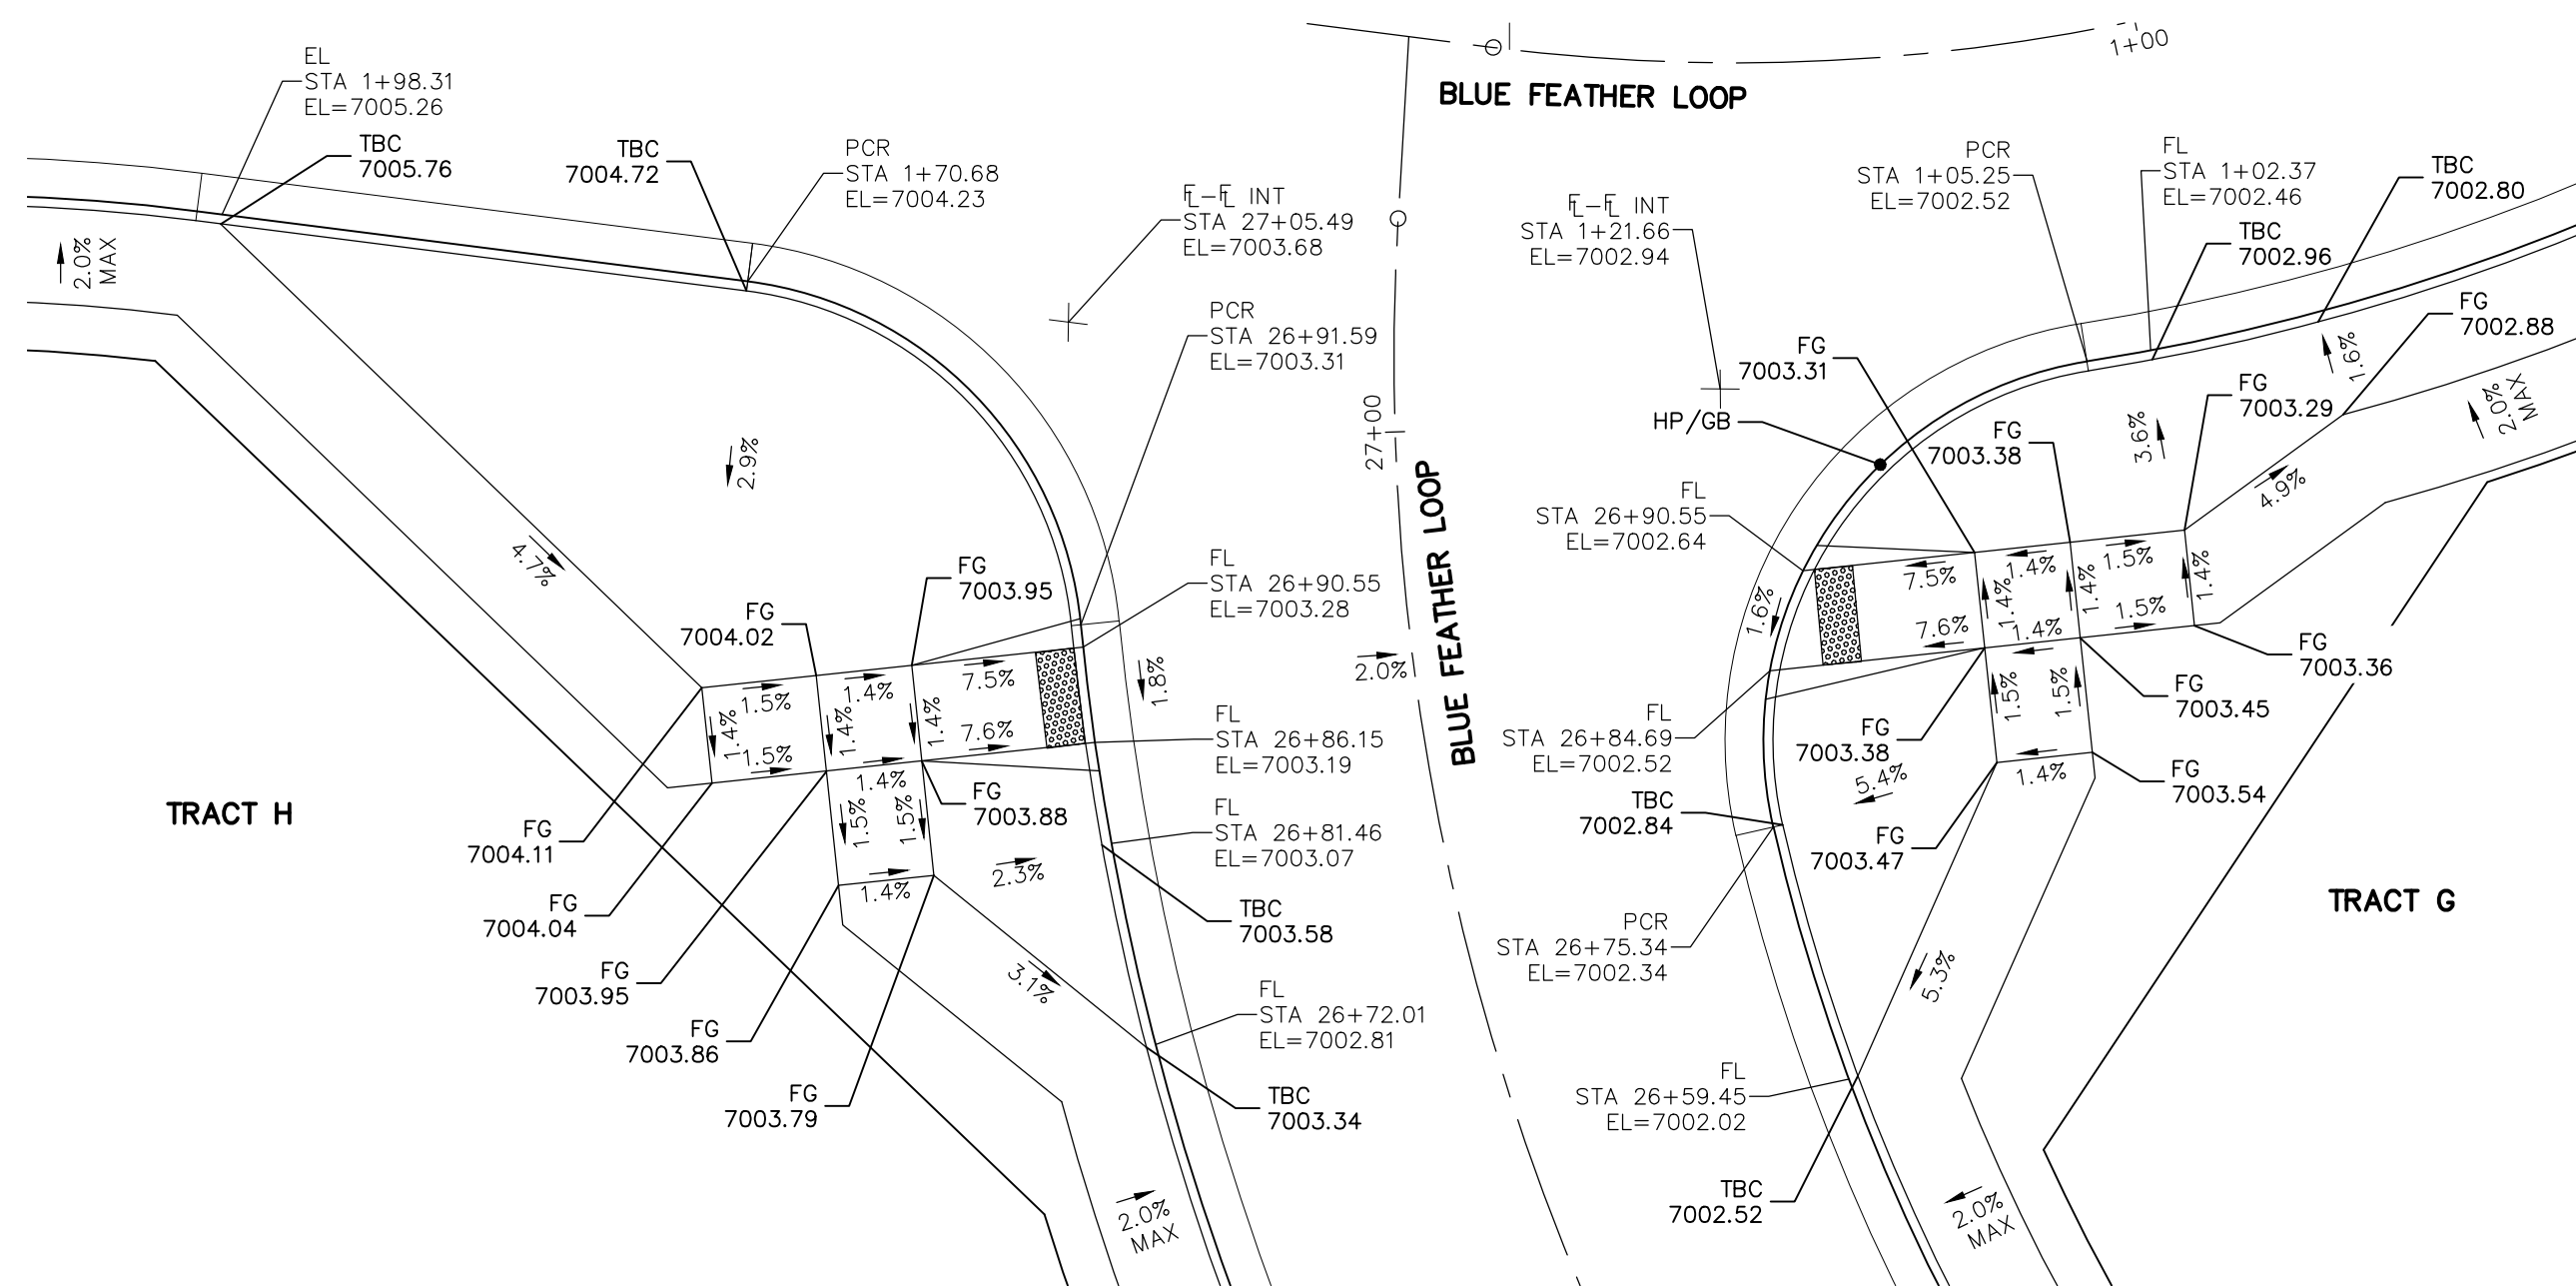 EL
STA 1+98.31
EL=7005.26
TBC
7005.76
TBC
7004.72
PCR
STA 1+70.68
EL=7004.23
FL-FL INT
STA 27+05.49
EL=7003.68
PCR
STA 26+91.59
EL=7003.31
2.0%
MAX
2.9%
4.7%
FG
7003.95
FL
STA 26+90.55
EL=7003.28
FG
7004.02
1.5%
1.4%
7.5%
1.4%
1.4%
1.4%
1.5%
1.4%
7.6%
1.8%
FL
STA 26+86.15
EL=7003.19
FG
7003.88
1.5%
1.5%
1.4%
2.3%
FL
STA 26+81.46
EL=7003.07
TRACT H
FG
7004.11
FG
7004.04
FG
7003.95
FG
7003.86
FG
7003.79
TBC
7003.58
3.1%
FL
STA 26+72.01
EL=7002.81
TBC
7003.34
2.0%
MAX
BLUE FEATHER LOOP
1+00
27+00
BLUE FEATHER LOOP
2.0%
FL-FL INT
STA 1+21.66
EL=7002.94
PCR
STA 1+05.25
EL=7002.52
FL
STA 1+02.37
EL=7002.46
TBC
7002.80
TBC
7002.96
FG
7002.88
FG
7003.31
HP/GB
FG
7003.38
FG
7003.29
1.6%
2.0%
MAX
3.6%
4.9%
FL
STA 26+90.55
EL=7002.64
1.6%
7.5%
1.4%
1.5%
1.4%
1.4%
1.4%
7.6%
1.4%
1.5%
FG
7003.36
FG
7003.45
FL
STA 26+84.69
EL=7002.52
FG
7003.38
1.5%
1.5%
1.4%
FG
7003.54
5.4%
TBC
7002.84
FG
7003.47
TRACT G
PCR
STA 26+75.34
EL=7002.34
5.3%
FL
STA 26+59.45
EL=7002.02
TBC
7002.52
2.0%
MAX